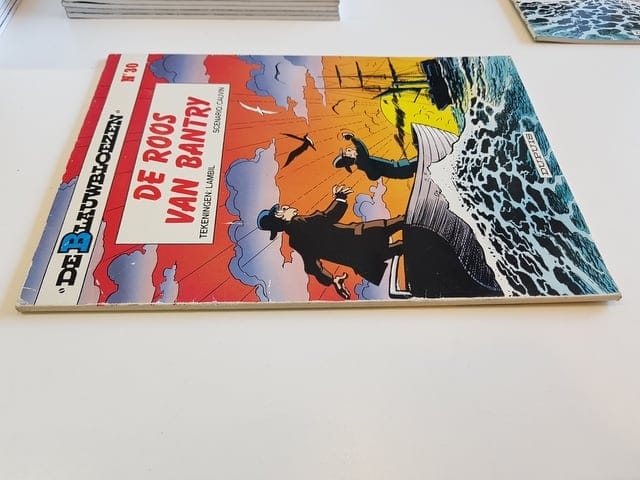 DE BLAUWBLOEZEN
N° 30
DE ROOS
VAN BANTRY
TEKENINGEN: LAMBIL
SCENARIO: CAUVIN
DUPUIS